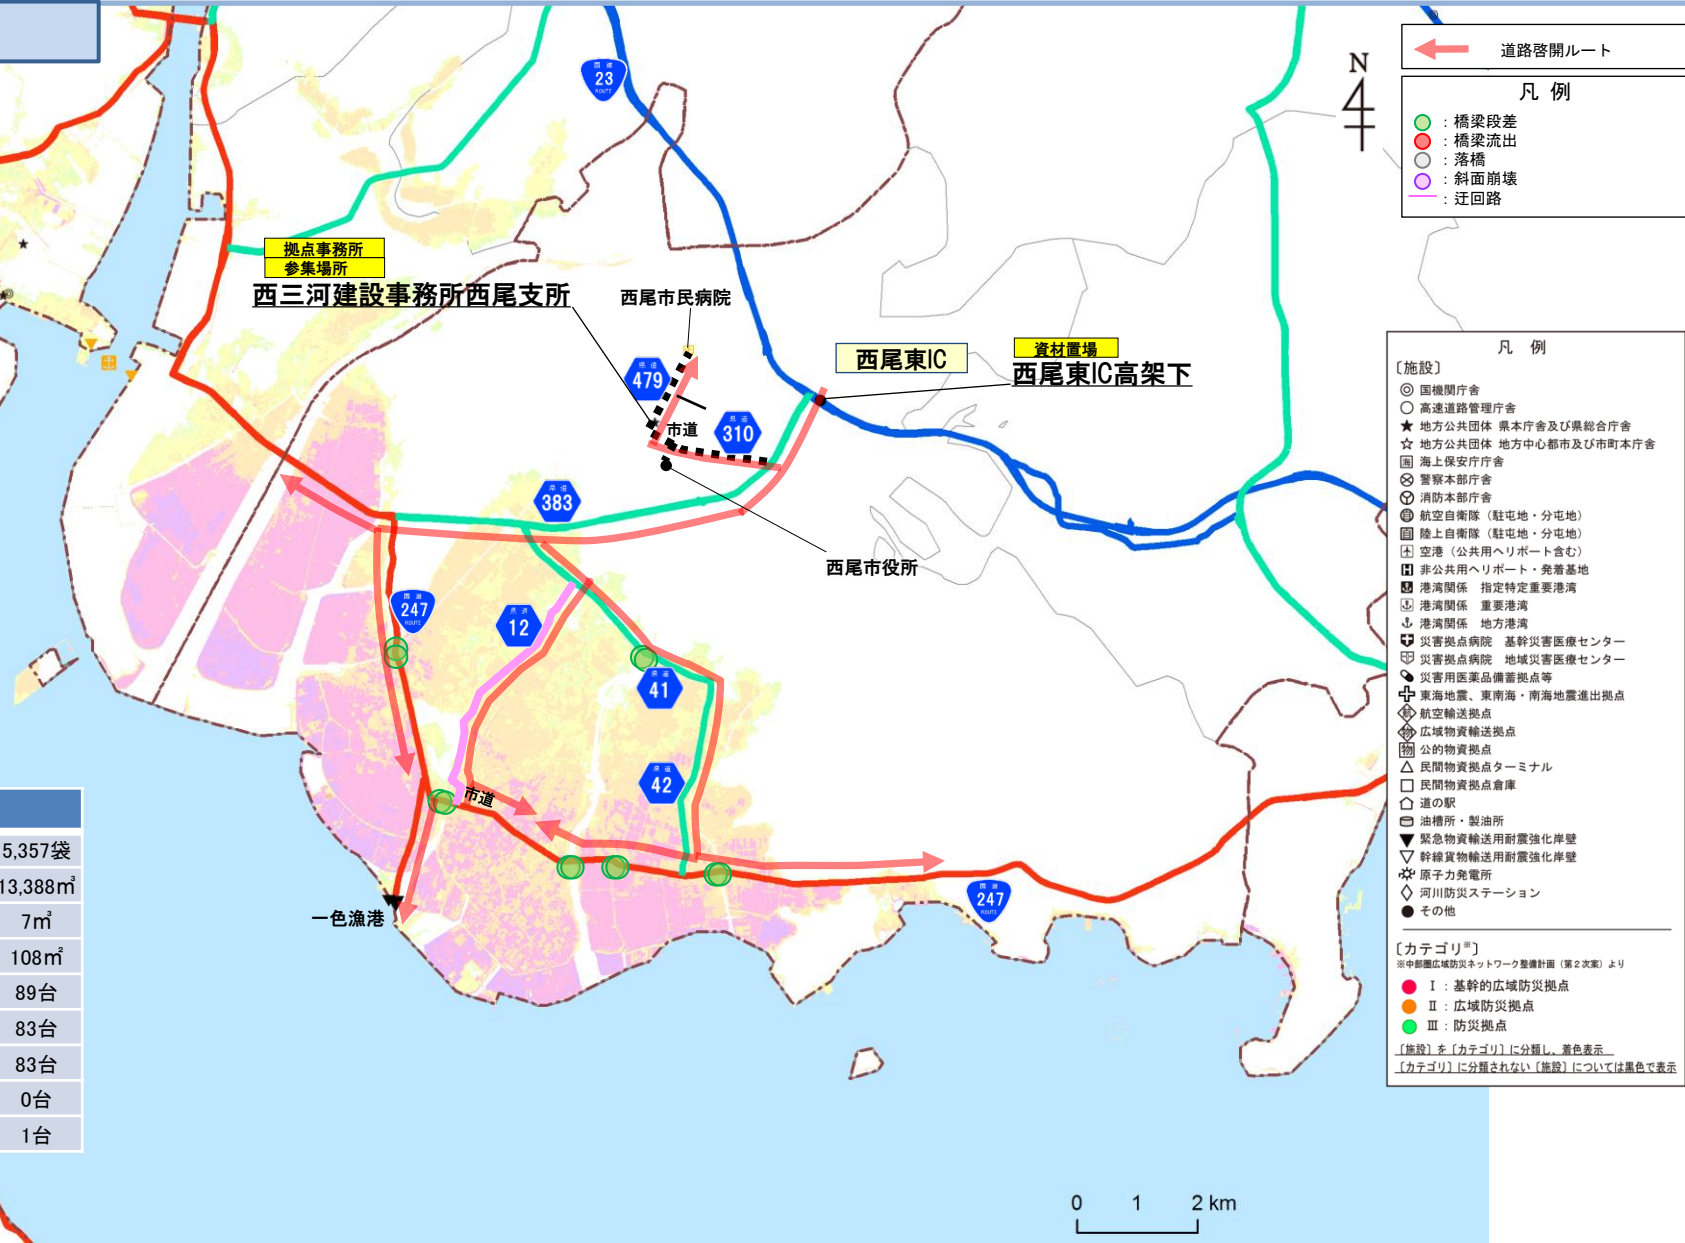 道路啓開ルート
凡 例
：橋梁段差
：橋梁流出
：落橋
：斜面崩壊
：迂回路
N
国道
23
ROUTE
拠点事務所
参集場所
西三河建設事務所西尾支所
西尾市民病院
県道
479
市道
県道
310
西尾東IC
資材置場
西尾東IC高架下
県道
383
西尾市役所
国道
247
ROUTE
県道
12
県道
41
県道
42
市道
一色漁港
国道
247
ROUTE
5,357袋
13,388㎥
7㎥
108㎡
89台
83台
83台
0台
1台
凡 例
〔施設〕
国機関庁舎
高速道路管理庁舎
地方公共団体 県本庁舎及び県総合庁舎
地方公共団体 地方中心都市及び市町本庁舎
海上保安庁庁舎
警察本部庁舎
消防本部庁舎
航空自衛隊（駐屯地・分屯地）
陸上自衛隊（駐屯地・分屯地）
空港（公共用ヘリポート含む）
非公共用ヘリポート・発着基地
港湾関係 指定特定重要港湾
港湾関係 重要港湾
港湾関係 地方港湾
災害拠点病院 基幹災害医療センター
災害拠点病院 地域災害医療センター
災害用医薬品備蓄拠点等
東海地震、東南海・南海地震進出拠点
航空輸送拠点
広域物資輸送拠点
公的物資拠点
民間物資拠点ターミナル
民間物資拠点倉庫
道の駅
油槽所・製油所
緊急物資輸送用耐震強化岸壁
幹線貨物輸送用耐震強化岸壁
原子力発電所
河川防災ステーション
その他
〔カテゴリ※〕
※中部圏広域防災ネットワーク整備計画（第２次案）より
Ⅰ：基幹的広域防災拠点
Ⅱ：広域防災拠点
Ⅲ：防災拠点
〔施設〕を〔カテゴリ〕に分類し、着色表示
〔カテゴリ〕に分類されない〔施設〕については黒色で表示
0 1 2 km